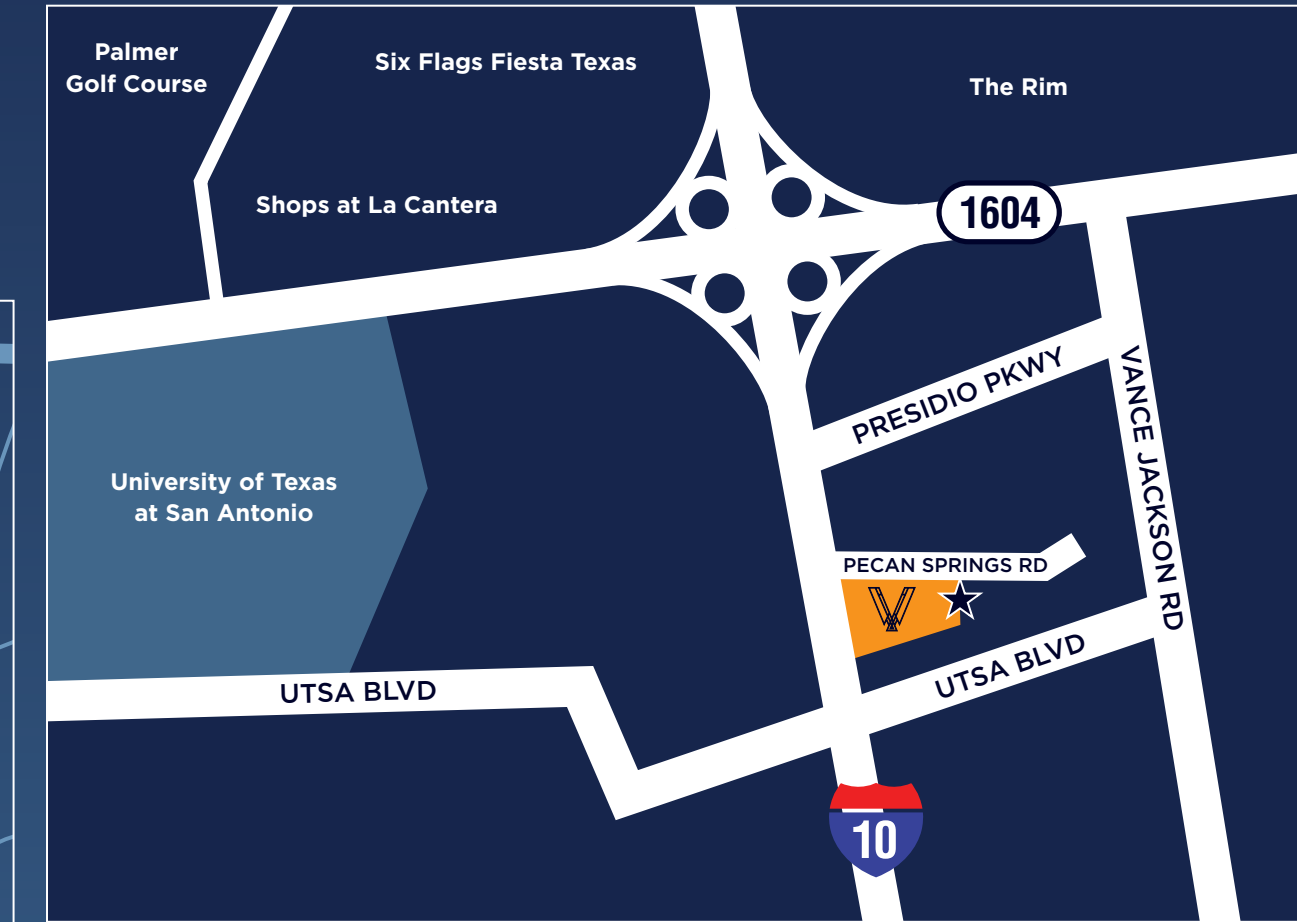 Palmer
Golf Course
Six Flags Fiesta Texas
The Rim
Shops at La Cantera
1604
PRESIDIO PKWY
VANCE JACKSON RD
University of Texas
at San Antonio
PECAN SPRINGS RD
UTSA BLVD
UTSA BLVD
10